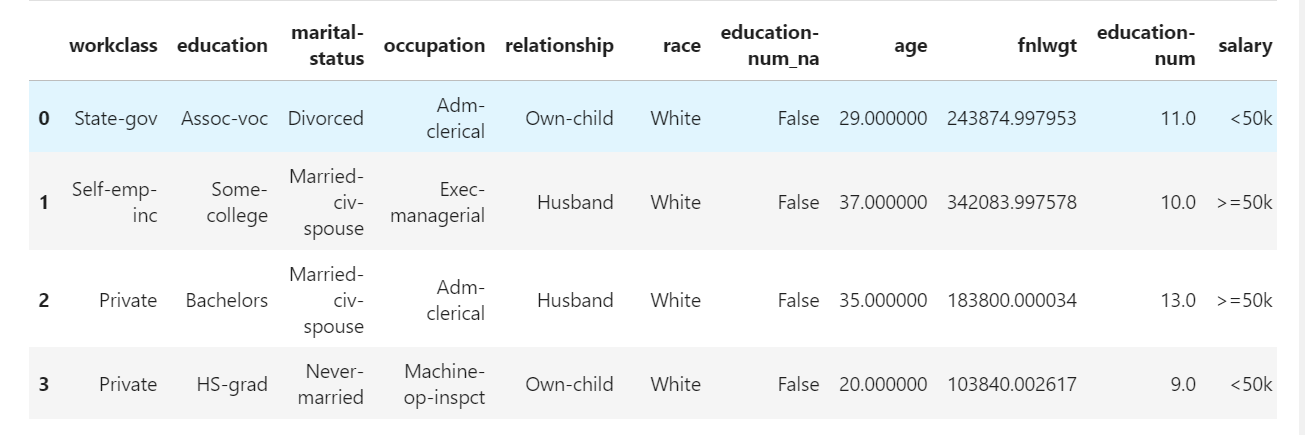 workclass education marital-status occupation relationship race education-num_na age fnlwgt education-num salary
0 State-gov Assoc-voc Divorced Adm-clerical Own-child White False 29.000000 243874.997953 11.0 <50k
1 Self-emp-inc Some-college Married-civ-spouse Exec-managerial Husband White False 37.000000 342083.997578 10.0 >=50k
2 Private Bachelors Married-civ-spouse Adm-clerical Husband White False 35.000000 183800.000034 13.0 >=50k
3 Private HS-grad Never-married Machine-op-inspct Own-child White False 20.000000 103840.002617 9.0 <50k